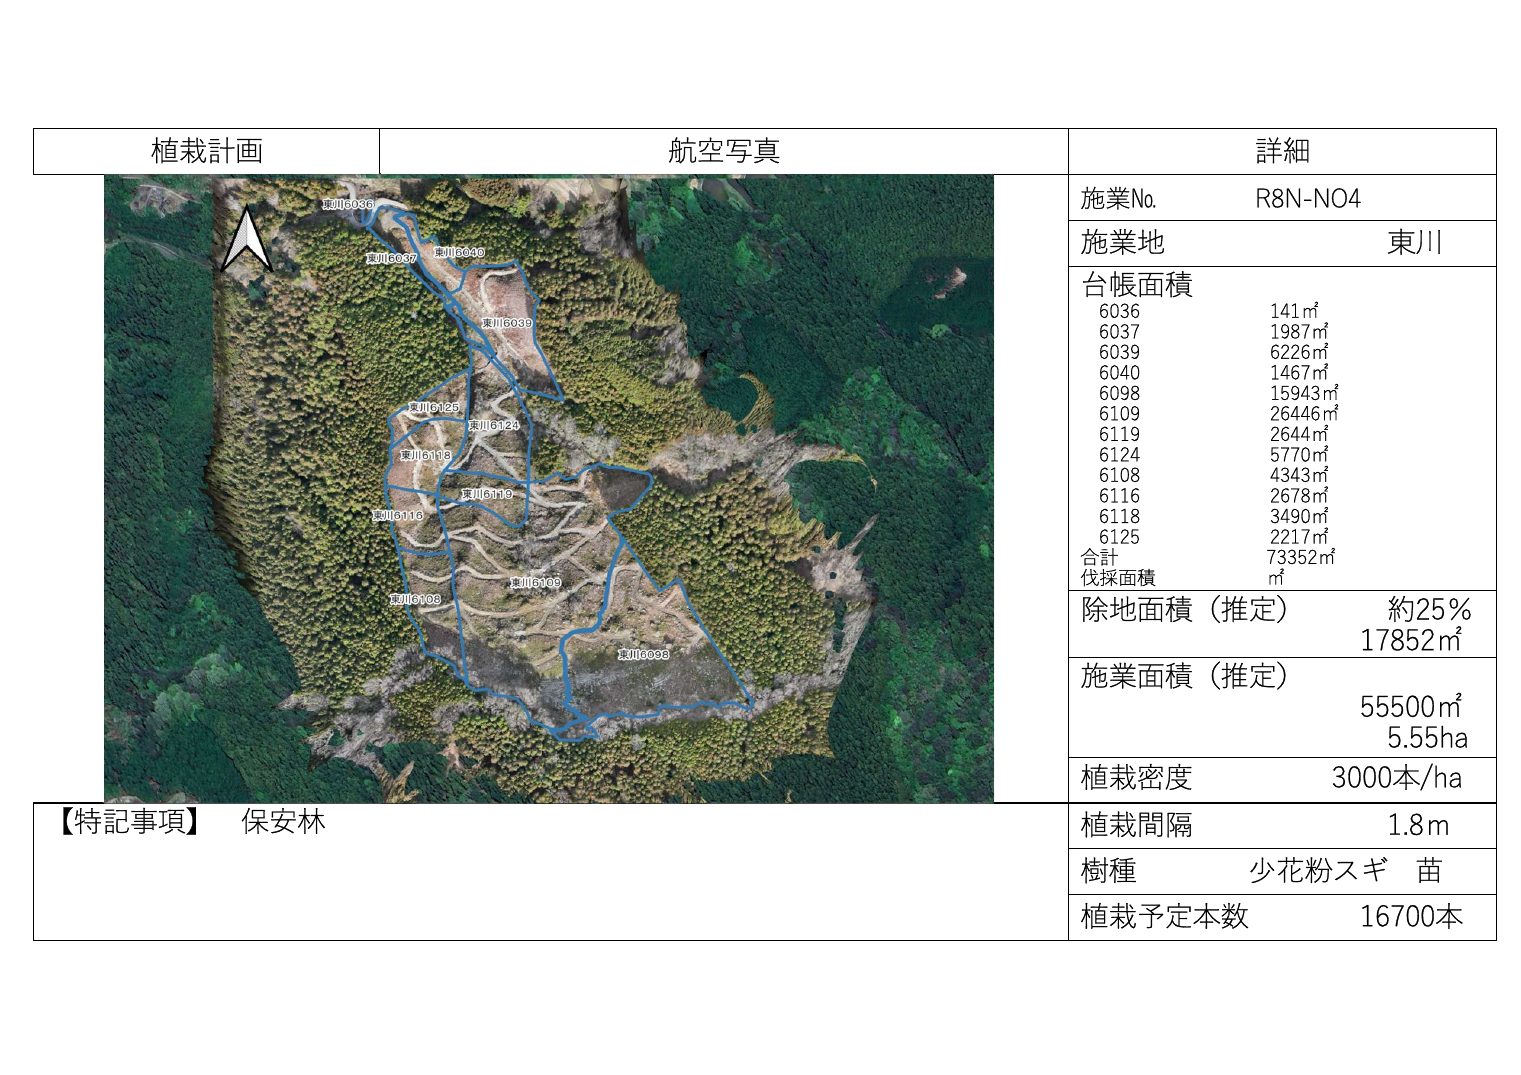 植栽計画
航空写真
詳細
東川6036
東川6037
東川6040
東川6039
東川6125
東川6124
東川6118
東川6119
東川6116
東川6109
東川6108
東川6098
施業№ R8N-NO4
施業地 東川
台帳面積
6036 141㎡
6037 1987㎡
6039 6226㎡
6040 1467㎡
6098 15943㎡
6109 26446㎡
6119 2644㎡
6124 5770㎡
6108 4343㎡
6116 2678㎡
6118 3490㎡
6125 2217㎡
合計 73352㎡
伐採面積 ㎡
除地面積（推定） 約25％
17852㎡
施業面積（推定）
55500㎡
5.55ha
植栽密度 3000本/ha
植栽間隔 1.8ｍ
樹種 少花粉スギ　苗
植栽予定本数 16700本
【特記事項】　保安林